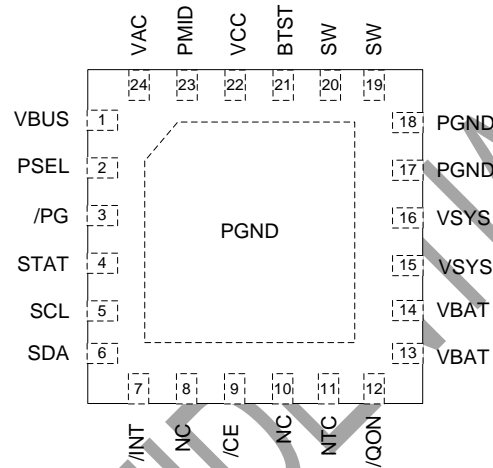 VAC PMID VCC BTST SW SW
24 23 22 21 20 19
VBUS 1 18 PGND
PSEL 2 17 PGND
/PG 3 16 VSYS
PGND
STAT 4 15 VSYS
SCL 5 14 VBAT
SDA 6 13 VBAT
7 8 9 10 11 12
/INT NC /CE NC NTC /QON